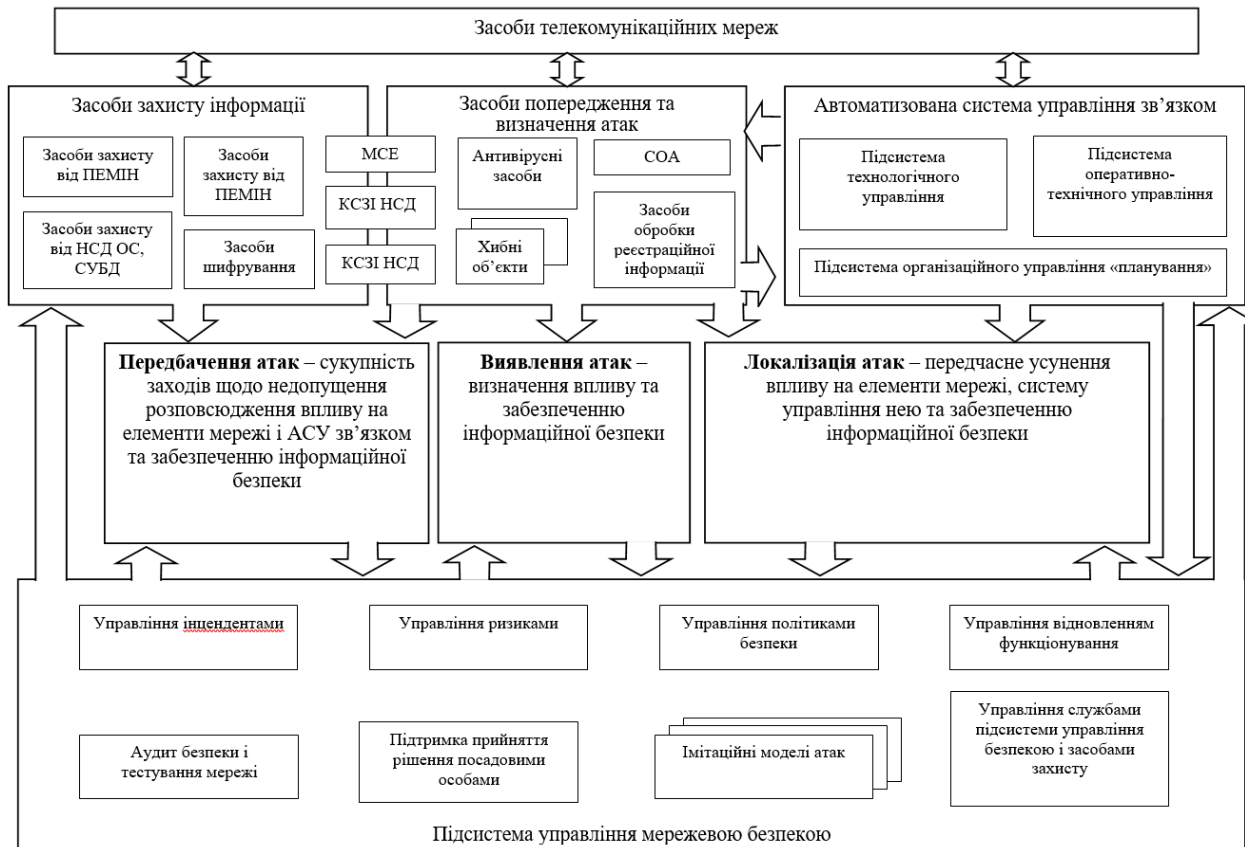 Засоби телекомунікаційних мереж
Засоби захисту інформації
Засоби захисту
від ПЕМІН
Засоби
захисту від
ПЕМІН
Засоби захисту
від НСД ОС,
СУБД
Засоби
шифрування
МСЕ
КСЗІ НСД
КСЗІ НСД
Засоби попередження та
визначення атак
Антивірусні
засоби
СОА
Хибні
об’єкти
Засоби
обробки
реєстраційної
інформації
Автоматизована система управління зв’язком
Підсистема
технологічного
управління
Підсистема
оперативно-
технічного управління
Підсистема організаційного управління «планування»
Передбачення атак – сукупність
заходів щодо недопущення
розповсюдження впливу на
елементи мережі і АСУ зв’язком
та забезпеченню інформаційної
безпеки
Виявлення атак –
визначення впливу та
забезпеченню
інформаційної безпеки
Локалізація атак – передчасне усунення
впливу на елементи мережі, систему
управління нею та забезпеченню
інформаційної безпеки
Управління інцендентами
Управління ризиками
Управління політиками
безпеки
Управління відновленням
функціонування
Аудит безпеки і
тестування мережі
Підтримка прийняття
рішення посадовими
особами
Імітаційні моделі атак
Управління службами
підсистеми управління
безпекою і засобами
захисту
Підсистема управління мережевою безпекою